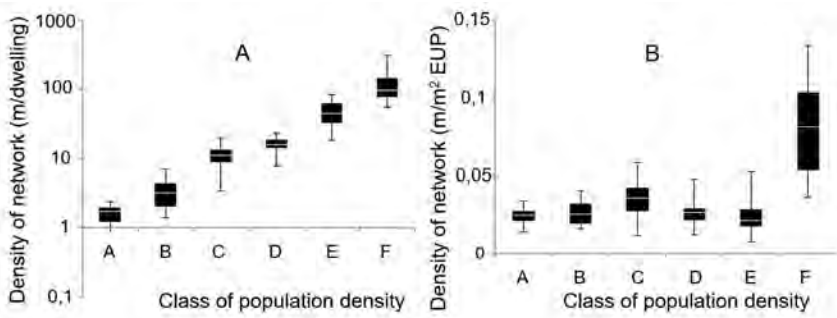 Density of network (m/dwelling)
1000
100
10
1
0.1
A
A
B
C
D
E
F
Class of population density
Density of network (m/m² EUP)
0.15
0.1
0.05
0
B
A
B
C
D
E
F
Class of population density